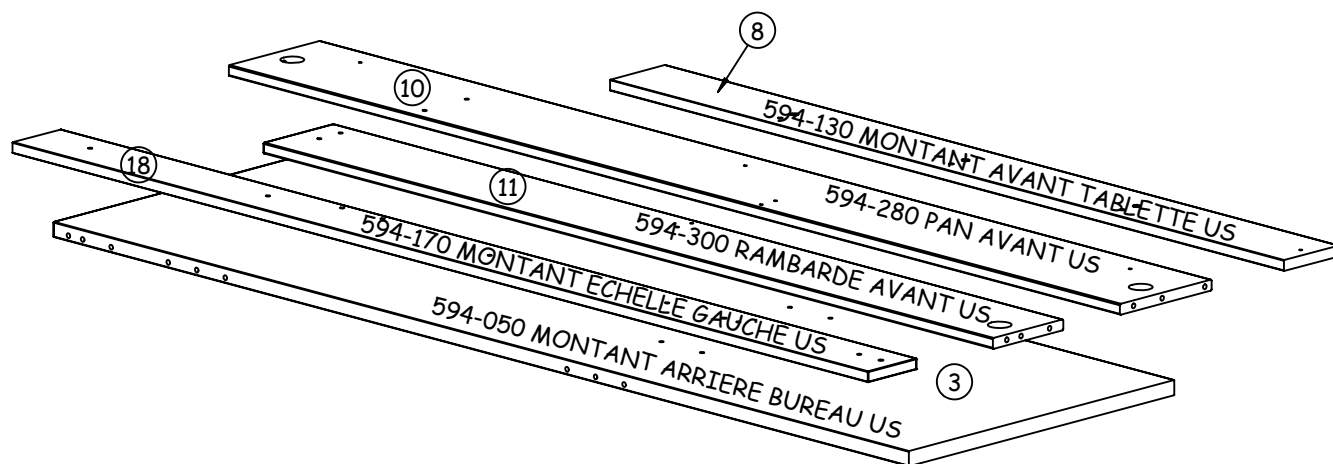 8
10
594-130 MONTANT AVANT TABLETTE US
18
11
594-280 PAN AVANT US
594-300 RAMBARDE AVANT US
594-170 MONTANT ECHELLE GAUCHE US
594-050 MONTANT ARRIERE BUREAU US
3